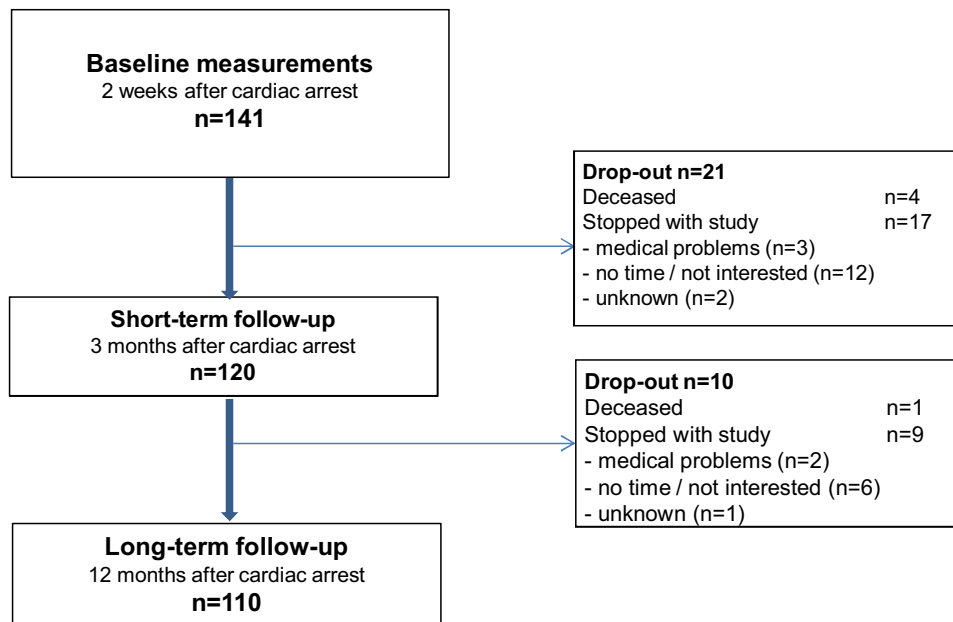 Baseline measurements
2 weeks after cardiac arrest
n=141
Drop-out n=21
Deceased n=4
Stopped with study n=17
- medical problems (n=3)
- no time / not interested (n=12)
- unknown (n=2)
Short-term follow-up
3 months after cardiac arrest
n=120
Drop-out n=10
Deceased n=1
Stopped with study n=9
- medical problems (n=2)
- no time / not interested (n=6)
- unknown (n=1)
Long-term follow-up
12 months after cardiac arrest
n=110